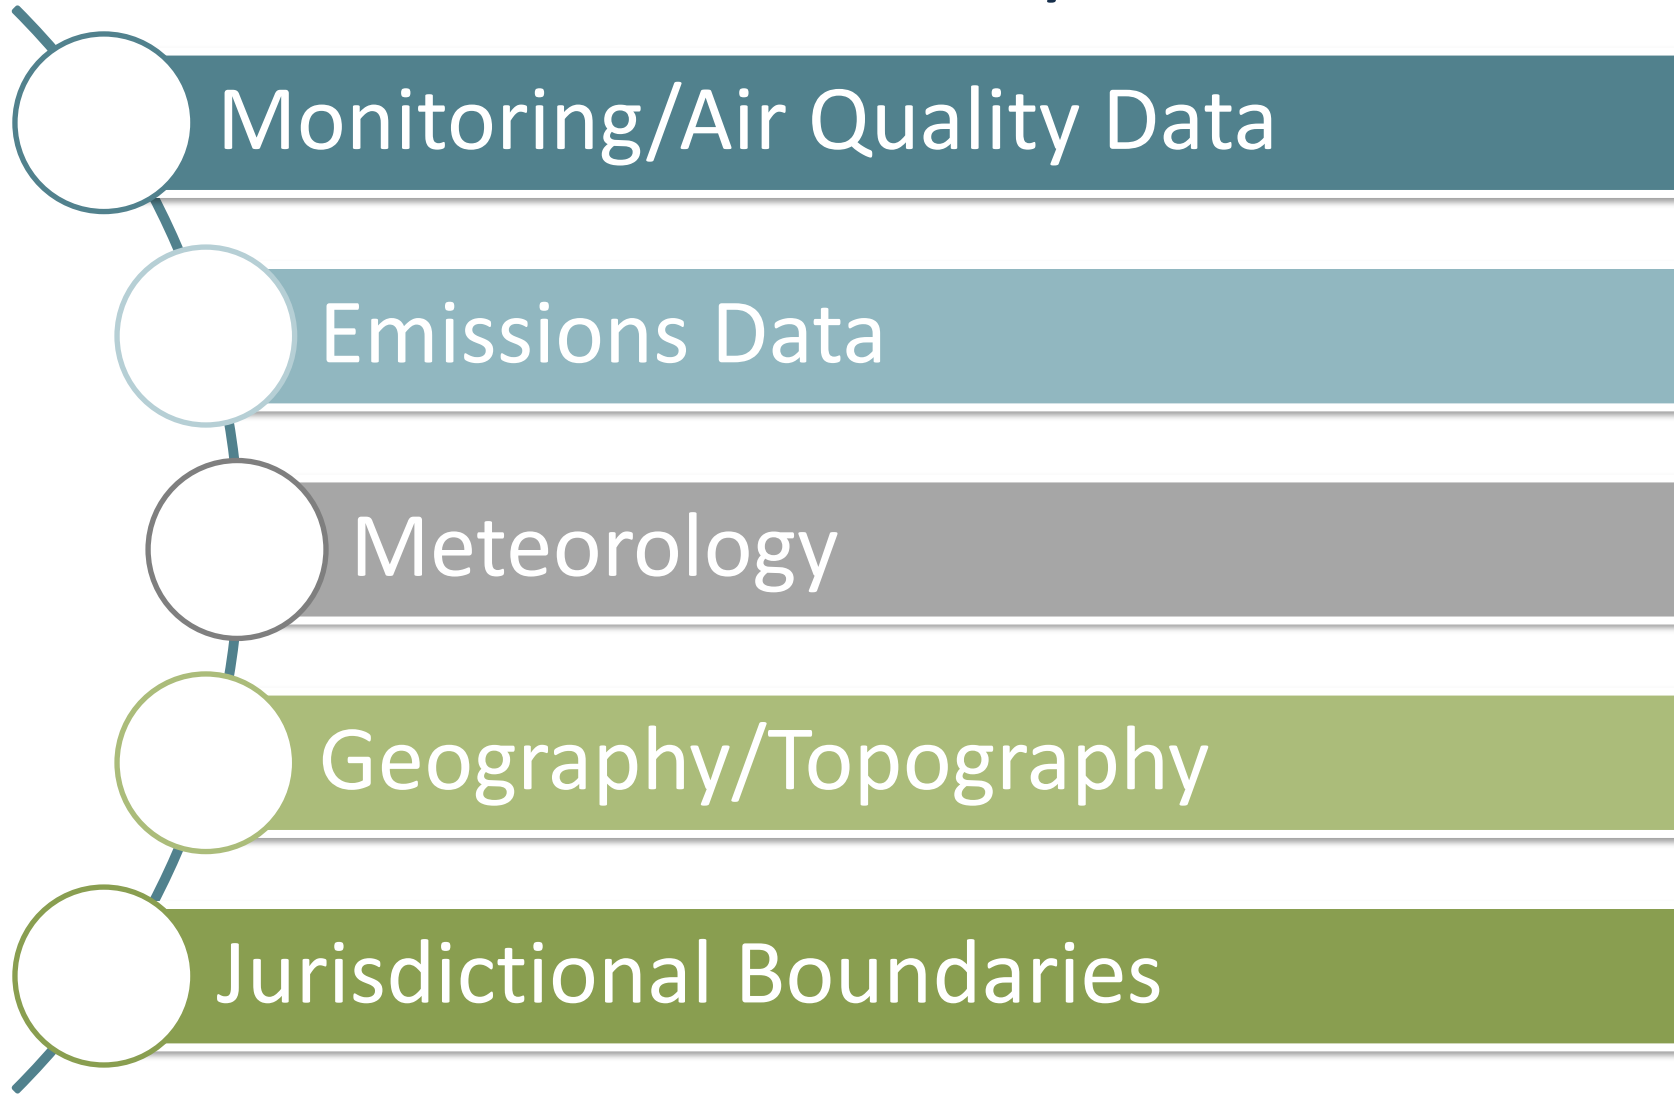 Monitoring/Air Quality Data
Emissions Data
Meteorology
Geography/Topography
Jurisdictional Boundaries